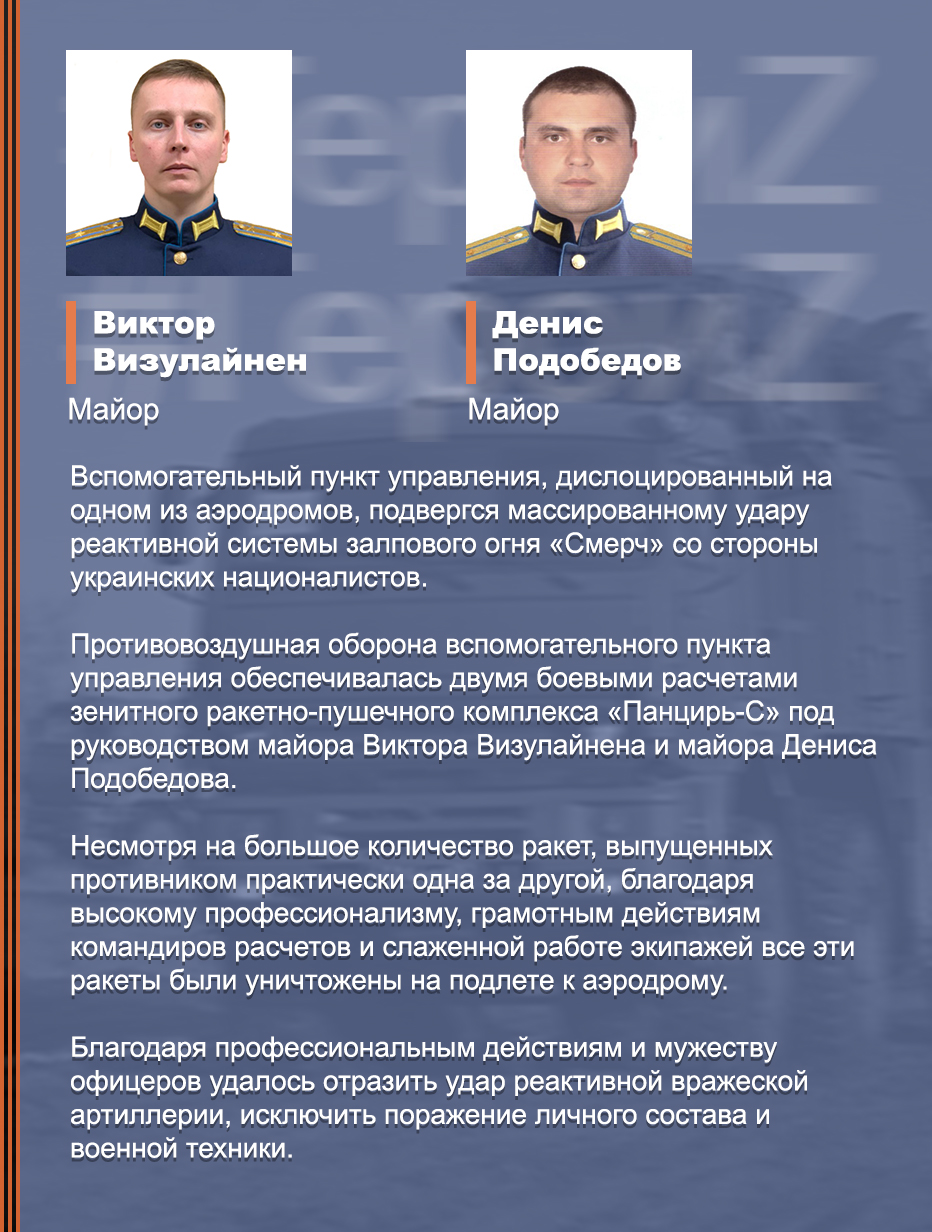 #ГероиZ
#ГероиZ
Виктор
Визулайнен
Денис
Подобедов
Майор
Майор
Вспомогательный пункт управления, дислоцированный на
одном из аэродромов, подвергся массированному удару
реактивной системы залпового огня «Смерч» со стороны
украинских националистов.
Противовоздушная оборона вспомогательного пункта
управления обеспечивалась двумя боевыми расчетами
зенитного ракетно-пушечного комплекса «Панцирь-С» под
руководством майора Виктора Визулайнена и майора Дениса
Подобедова.
Несмотря на большое количество ракет, выпущенных
противником практически одна за другой, благодаря
высокому профессионализму, грамотным действиям
командиров расчетов и слаженной работе экипажей все эти
ракеты были уничтожены на подлете к аэродрому.
Благодаря профессиональным действиям и мужеству
офицеров удалось отразить удар реактивной вражеской
артиллерии, исключить поражение личного состава и
военной техники.